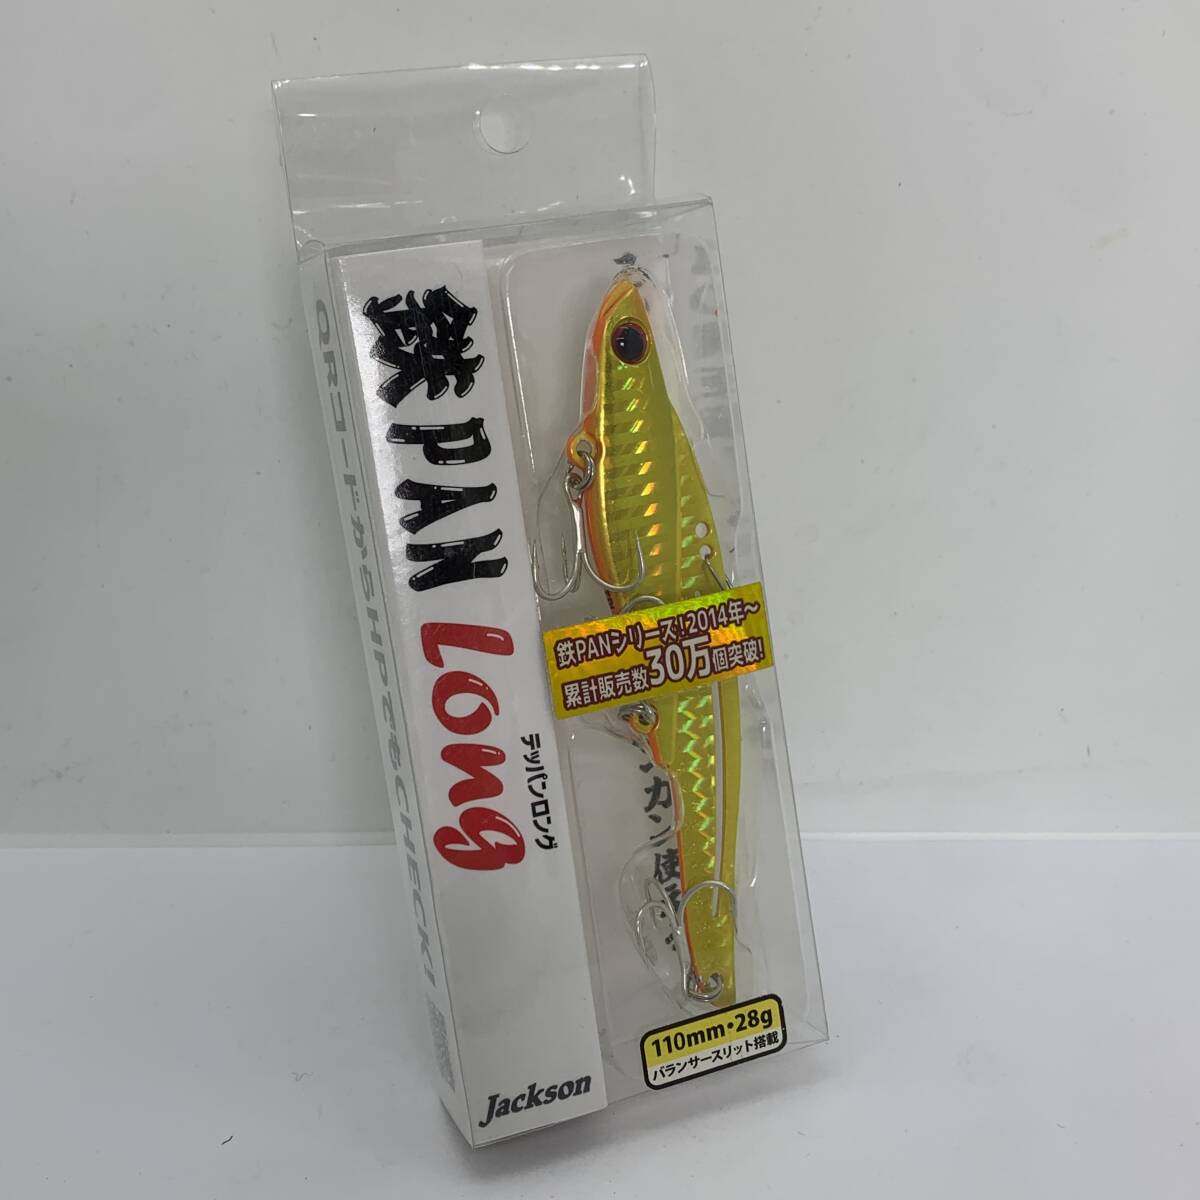 鉄PAN
Long
テッパンロング
QRコードからHPでもCHECK!
鉄PANシリーズ!2014年～
累計販売数30万個突破!
カン使
110mm・28g
バランサースリット搭載
Jackson